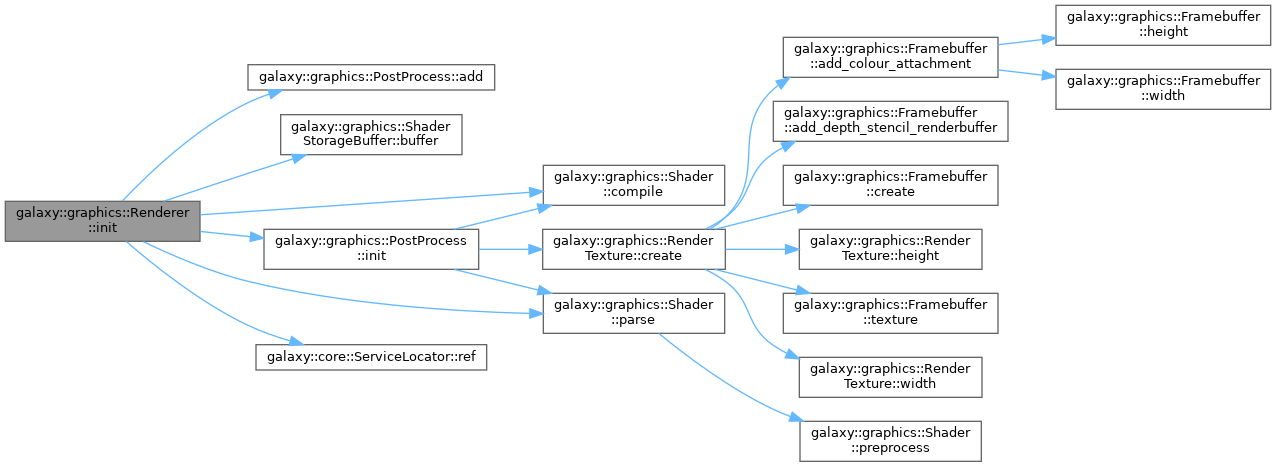 galaxy::graphics::Renderer
::init
galaxy::graphics::PostProcess::add
galaxy::graphics::Shader
StorageBuffer::buffer
galaxy::graphics::PostProcess
::init
galaxy::core::ServiceLocator::ref
galaxy::graphics::Shader
::compile
galaxy::graphics::Render
Texture::create
galaxy::graphics::Shader
::parse
galaxy::graphics::Framebuffer
::add_colour_attachment
galaxy::graphics::Framebuffer
::add_depth_stencil_renderbuffer
galaxy::graphics::Framebuffer
::create
galaxy::graphics::Render
Texture::height
galaxy::graphics::Framebuffer
::texture
galaxy::graphics::Render
Texture::width
galaxy::graphics::Shader
::preprocess
galaxy::graphics::Framebuffer
::height
galaxy::graphics::Framebuffer
::width